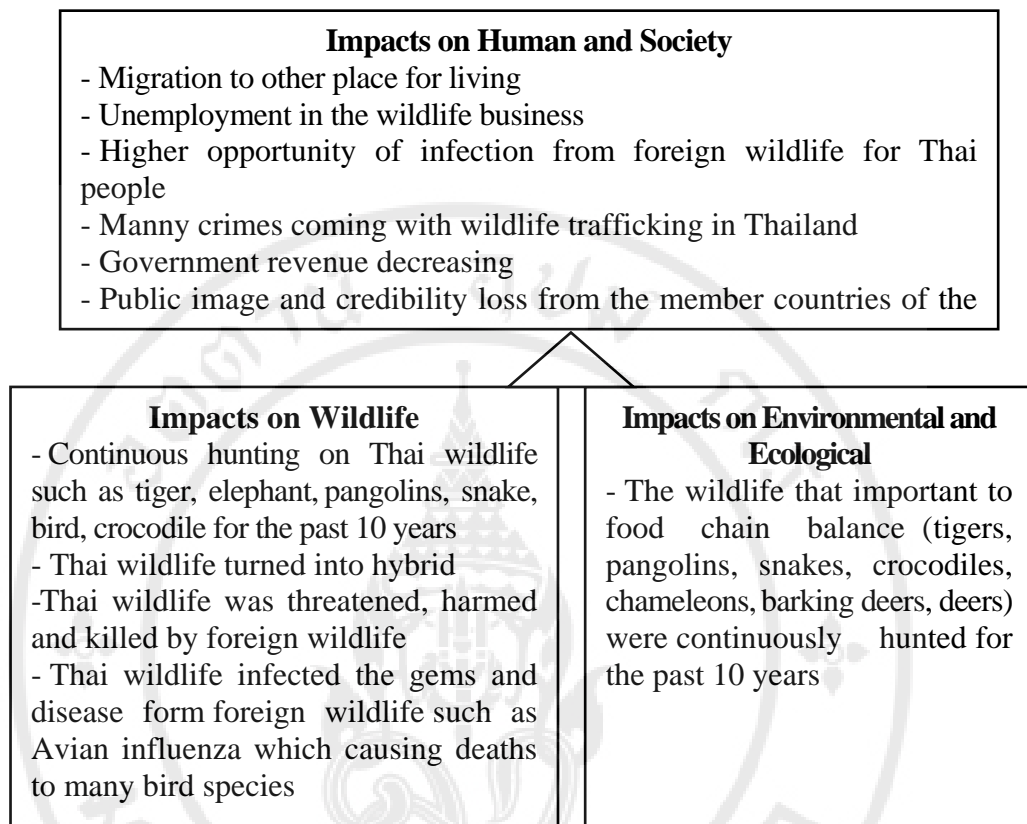 Impacts on Human and Society
- Migration to other place for living
- Unemployment in the wildlife business
- Higher opportunity of infection from foreign wildlife for Thai
people
- Manny crimes coming with wildlife trafficking in Thailand
- Government revenue decreasing
- Public image and credibility loss from the member countries of the
Impacts on Wildlife
- Continuous hunting on Thai wildlife
such as tiger, elephant, pangolins, snake,
bird, crocodile for the past 10 years
- Thai wildlife turned into hybrid
-Thai wildlife was threatened, harmed
and killed by foreign wildlife
- Thai wildlife infected the gems and
disease form foreign wildlife such as
Avian influenza which causing deaths
to many bird species
Impacts on Environmental and
Ecological
- The wildlife that important to
food chain balance (tigers,
pangolins, snakes, crocodiles,
chameleons, barking deers, deers)
were continuously hunted for
the past 10 years